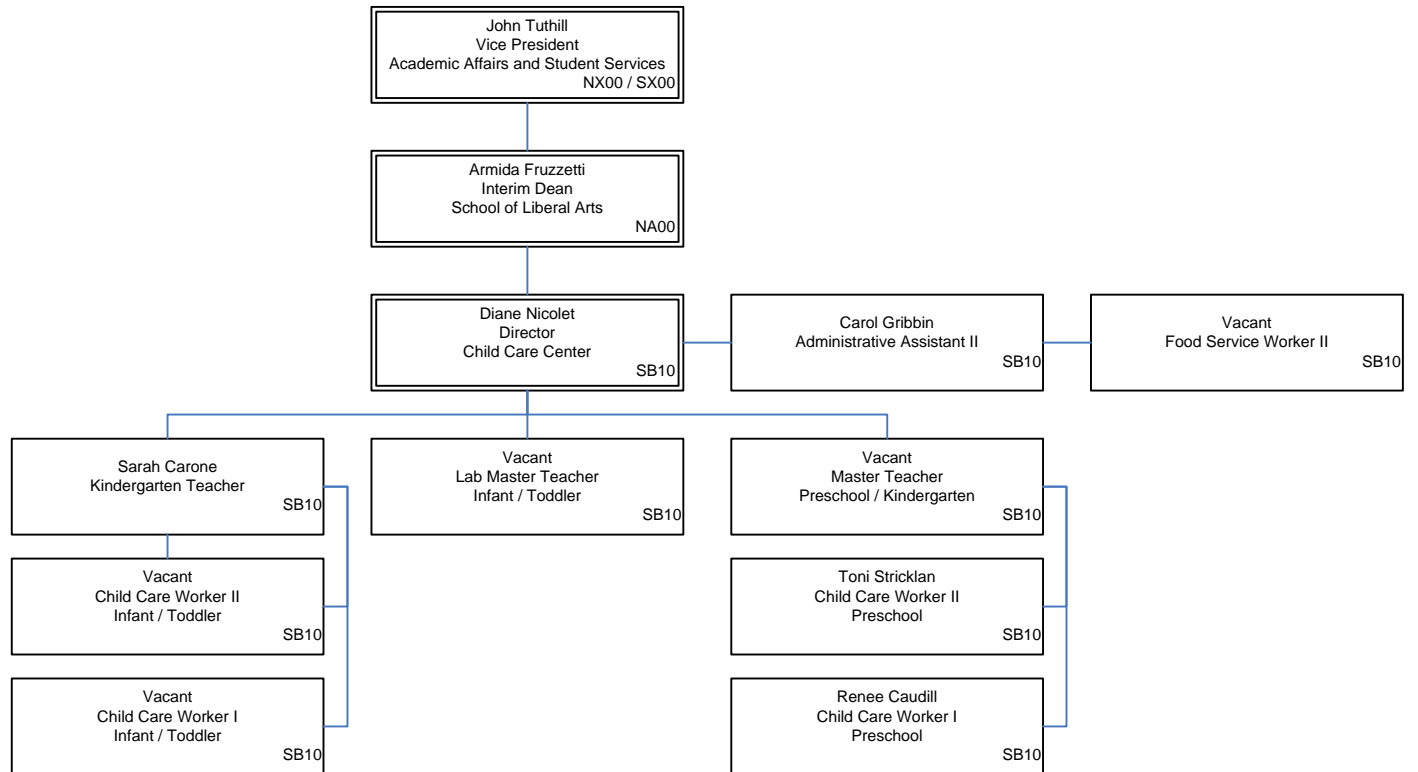 John Tuthill
Vice President
Academic Affairs and Student Services
NX00 / SX00
Armida Fruzzetti
Interim Dean
School of Liberal Arts
NA00
Diane Nicolet
Director
Child Care Center
SB10
Carol Gribbin
Administrative Assistant II
SB10
Vacant
Food Service Worker II
SB10
Sarah Carone
Kindergarten Teacher
SB10
Vacant
Lab Master Teacher
Infant / Toddler
SB10
Vacant
Master Teacher
Preschool / Kindergarten
SB10
Vacant
Child Care Worker II
Infant / Toddler
SB10
Toni Stricklan
Child Care Worker II
Preschool
SB10
Vacant
Child Care Worker I
Infant / Toddler
SB10
Renee Caudill
Child Care Worker I
Preschool
SB10